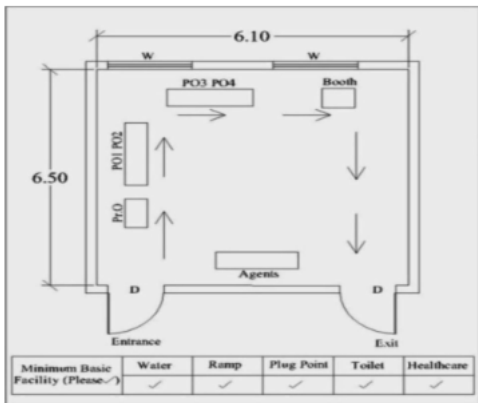 6.10
W W
PO3 PO4 Booth
PO1 PO2
6.50
Pr.O
Agents
D D
Entrance Exit
Minimum Basic Facility (Please✓) Water Ramp Plug Point Toilet Healthcare
✓ ✓ ✓ ✓ ✓